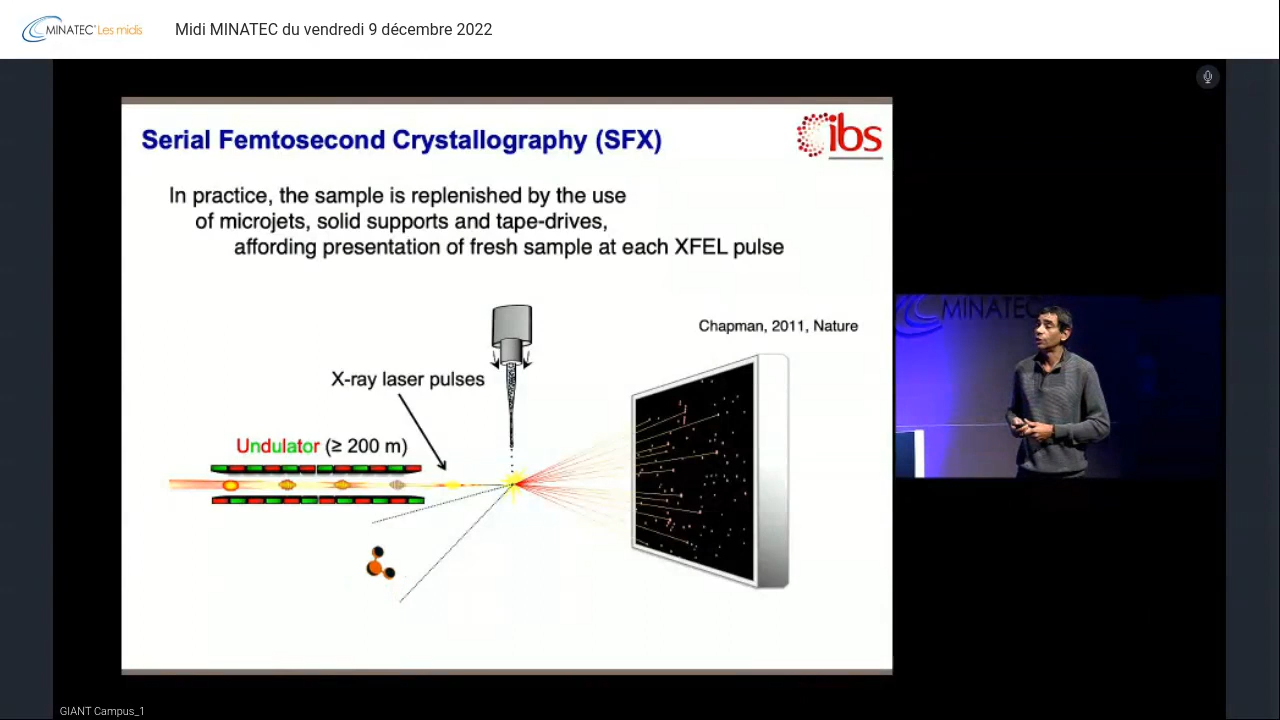 MINATEC Les midis
Midi MINATEC du vendredi 9 décembre 2022
Serial Femtosecond Crystallography (SFX)
ibs
In practice, the sample is replenished by the use
of microjets, solid supports and tape-drives,
affording presentation of fresh sample at each XFEL pulse
Chapman, 2011, Nature
X-ray laser pulses
Undulator (≥ 200 m)
MINATEC
GIANT Campus_1